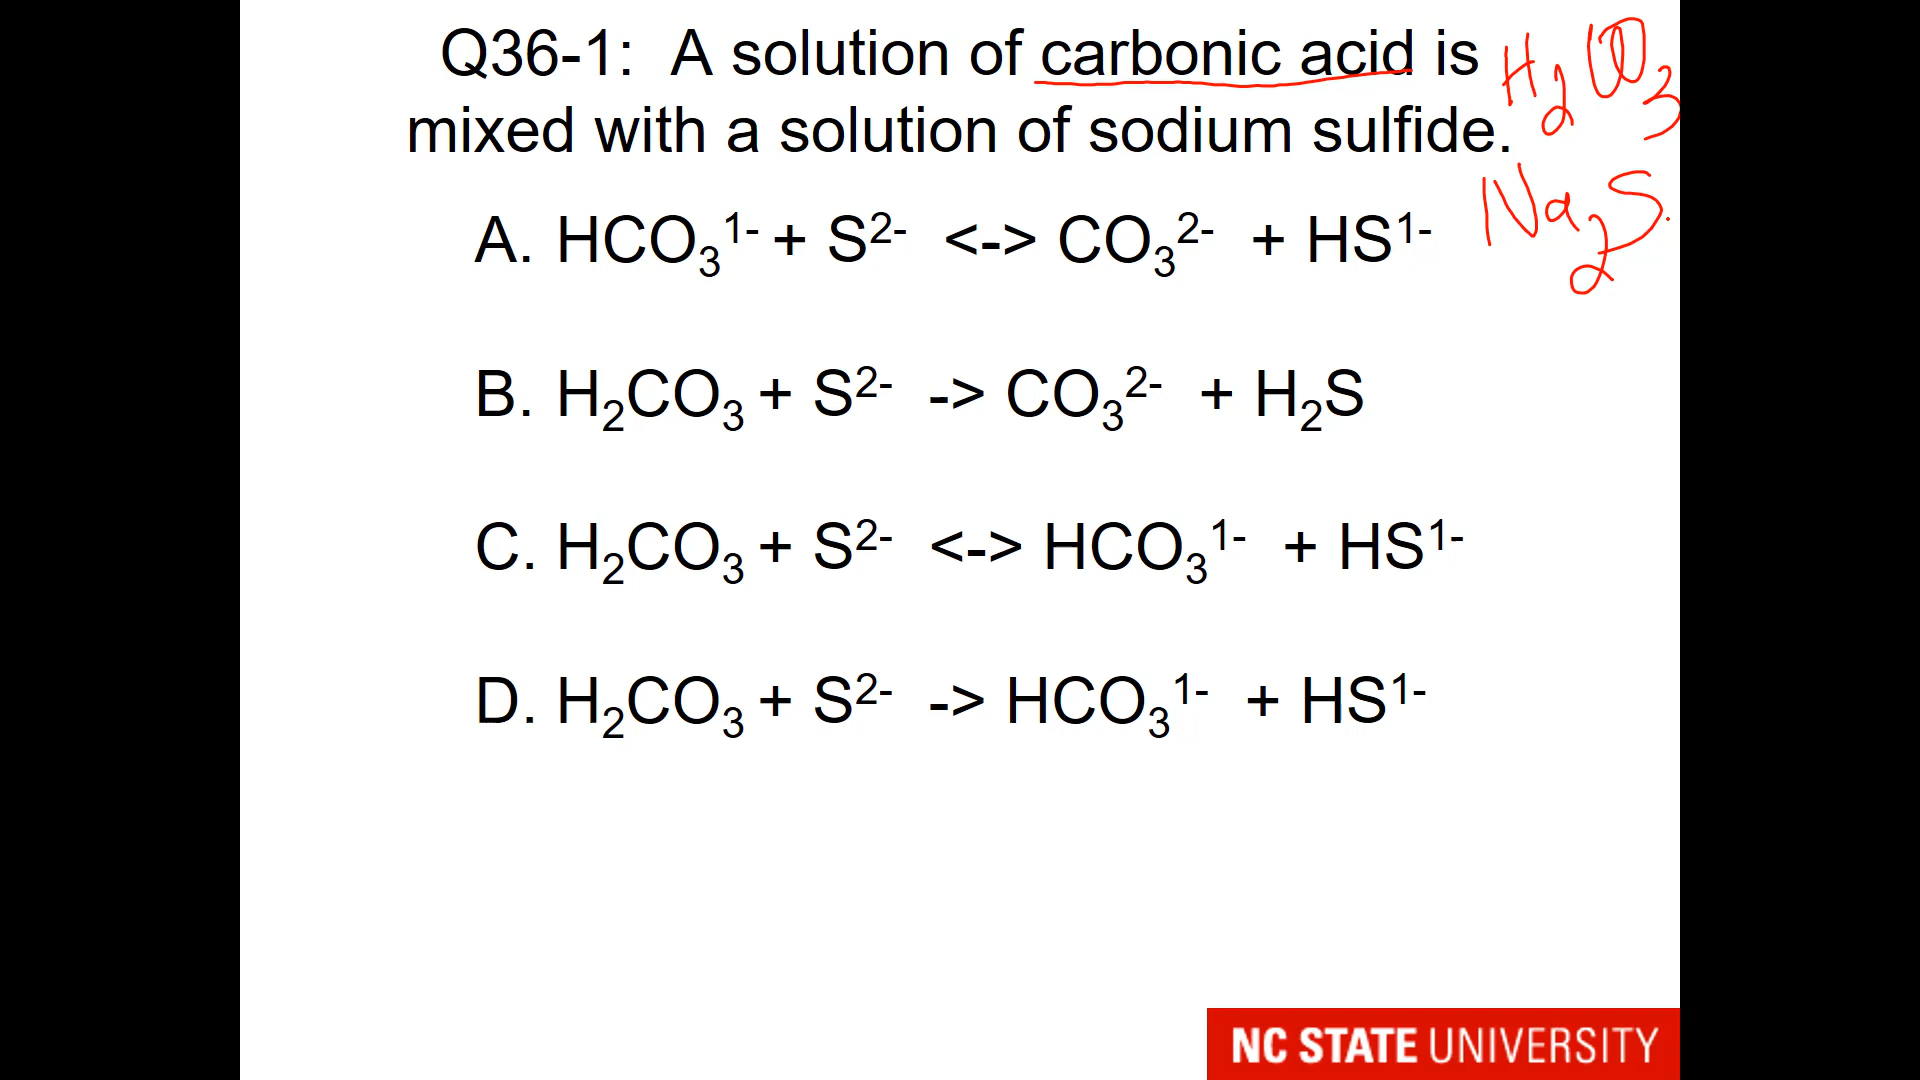 Q36-1: A solution of carbonic acid is
mixed with a solution of sodium sulfide.
H₂CO₃
Na₂S
A. HCO₃¹⁻ + S²⁻ <-> CO₃²⁻ + HS¹⁻
B. H₂CO₃ + S²⁻ -> CO₃²⁻ + H₂S
C. H₂CO₃ + S²⁻ <-> HCO₃¹⁻ + HS¹⁻
D. H₂CO₃ + S²⁻ -> HCO₃¹⁻ + HS¹⁻
NC STATE UNIVERSITY